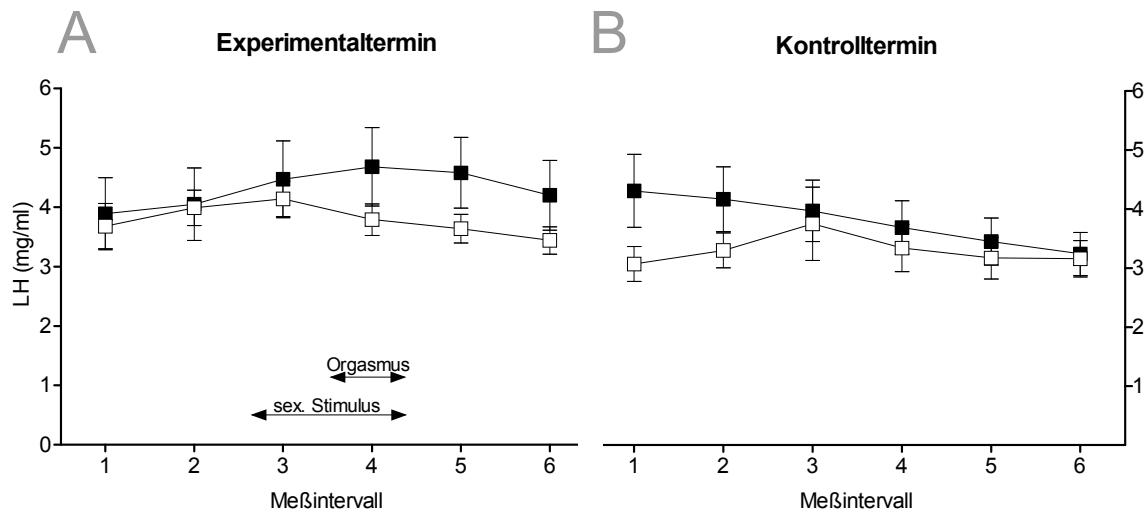 A
Experimentaltermin
B
Kontrolltermin
6
5
4
3
2
1
0
LH (mg/ml)
Orgasmus
sex. Stimulus
1 2 3 4 5 6
Meßintervall
6
5
4
3
2
1
1 2 3 4 5 6
Meßintervall